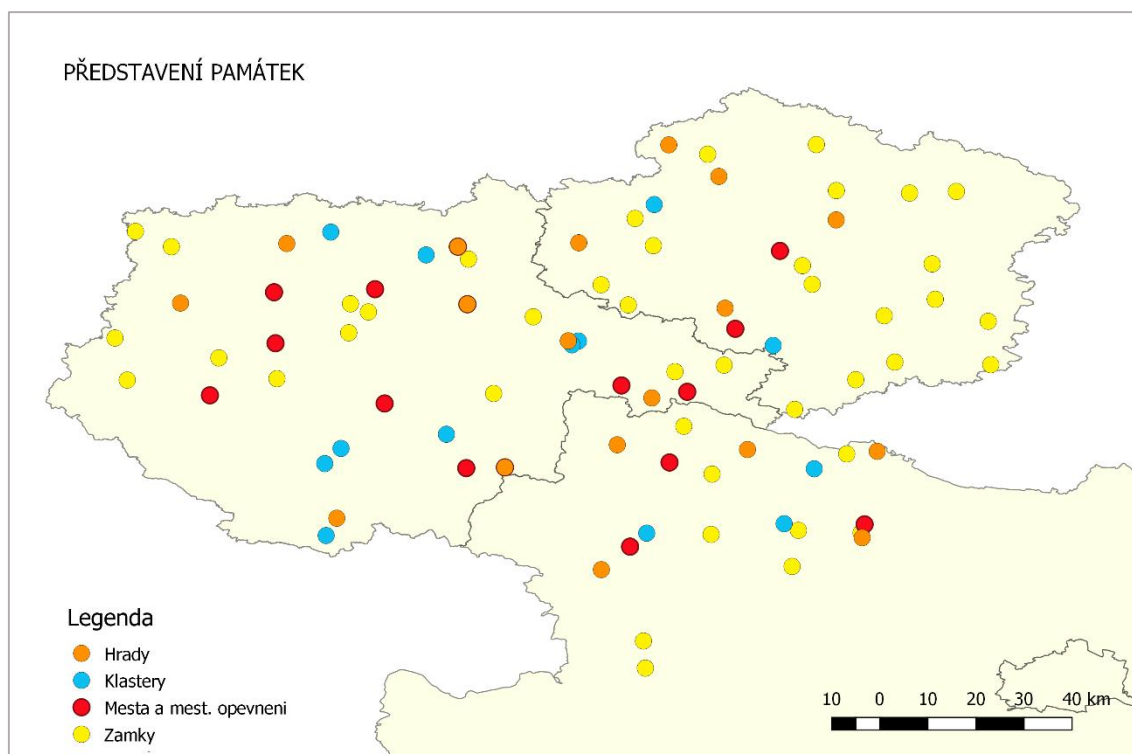 PŘEDSTAVENÍ PAMÁTEK
Legenda
Hrady
Klastery
Mesta a mest. opevneni
Zamky
10 0 10 20 30 40 km